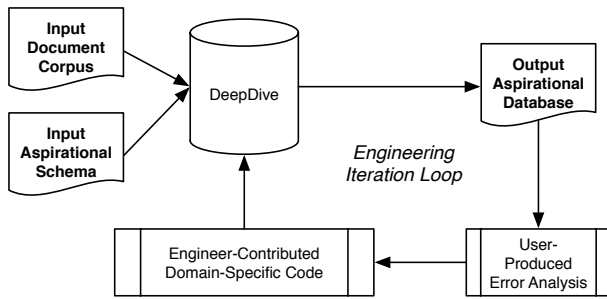 Input
Document
Corpus
Input
Aspirational
Schema
DeepDive
Output
Aspirational
Database
Engineering
Iteration Loop
Engineer-Contributed
Domain-Specific Code
User-
Produced
Error Analysis